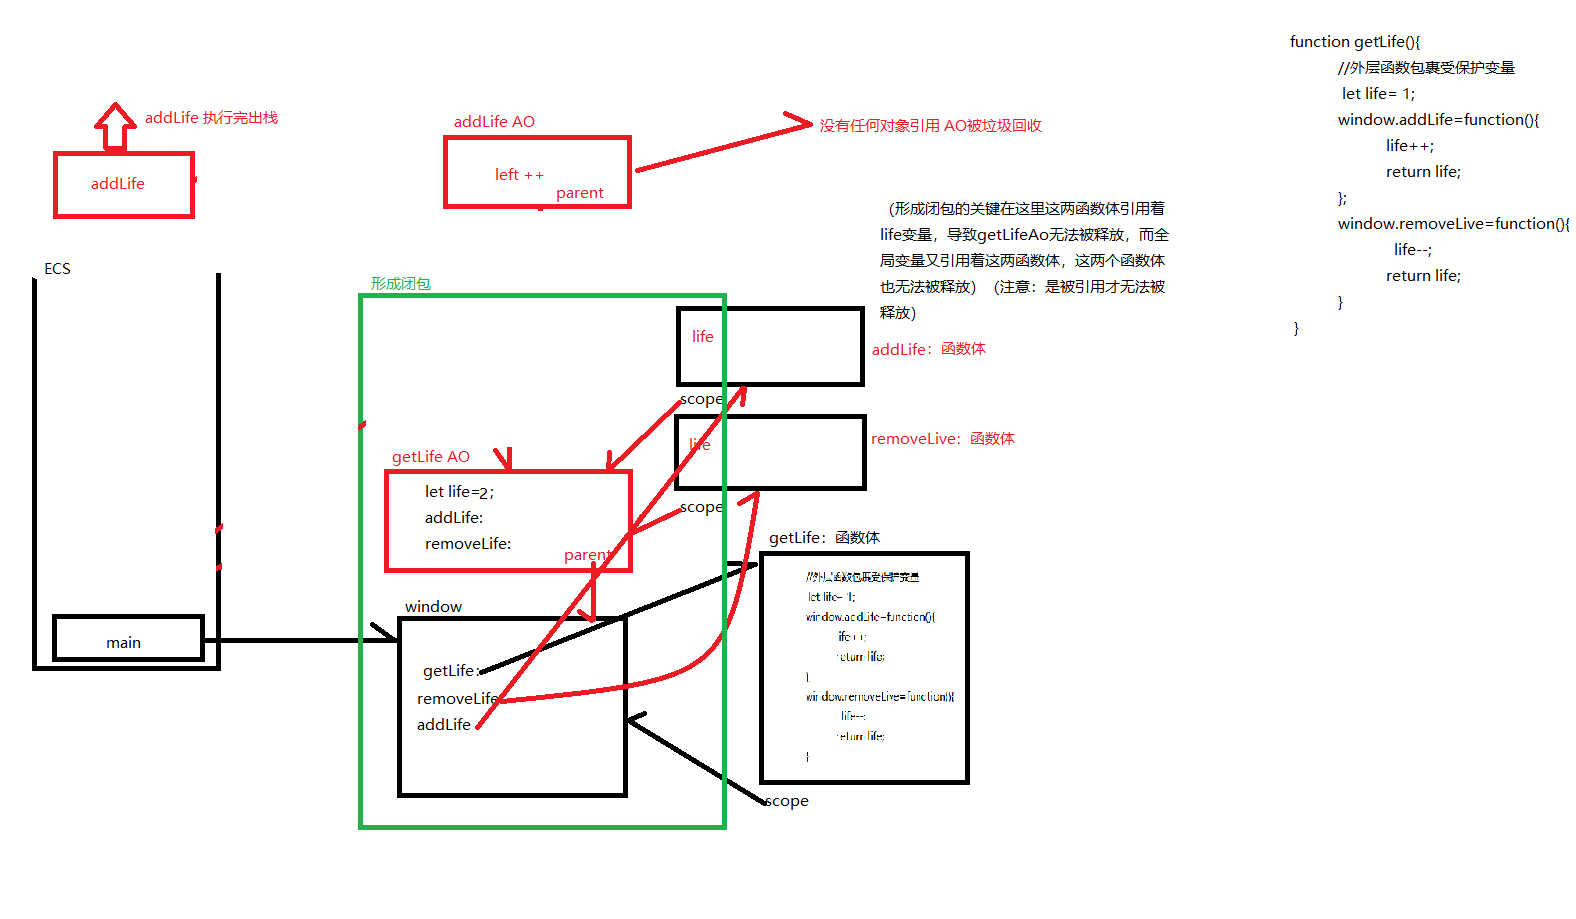 function getLife(){
//外层函数包裹受保护变量
let life= 1;
window.addLife=function(){
life++;
return life;
};
window.removeLive=function(){
life--;
return life;
}
}
addLife 执行完出栈
addLife
addLife AO
left ++
parent
没有任何对象引用 AO被垃圾回收
（形成闭包的关键在这里这两函数体引用着
life变量，导致getLifeAo无法被释放，而全
局变量又引用着这两函数体，这两个函数体
也无法被释放）（注意：是被引用才无法被
释放）
ECS
形成闭包
life
addLife：函数体
scope
life
removeLive：函数体
scope
getLife AO
let life=2;
addLife:
removeLife:
parent
getLife：函数体
//外层函数包裹受保护变量
let life= 1;
window.addLife=function(){
life++;
return life;
};
window.removeLive=function(){
life--;
return life;
}
scope
window
getLife:
removeLife
addLife
main